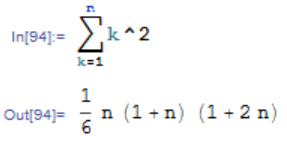 n
In[94]:= ∑k^2
k=1
1
Out[94]= — n (1+n) (1+2 n)
6